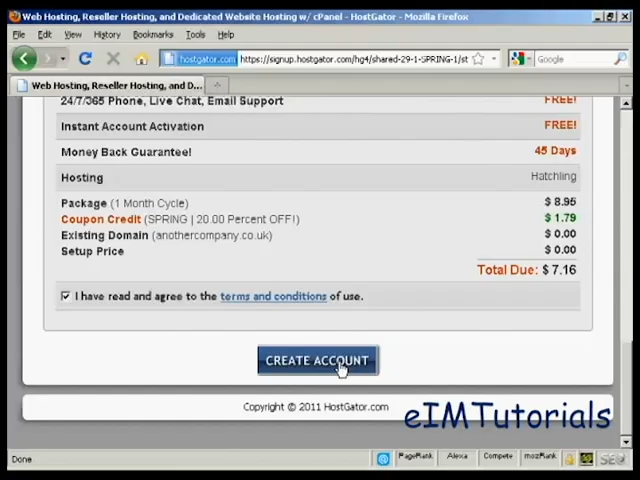 Web Hosting, Reseller Hosting, and Dedicated Website Hosting w/ cPanel - HostGator - Mozilla Firefox
File Edit View History Bookmarks Tools Help
hostgator.com https://signup.hostgator.com/hg4/shared-29-1-SPRING-1/st Google
Web Hosting, Reseller Hosting, and D...
24/7/365 Phone, Live Chat, Email Support FREE!
Instant Account Activation FREE!
Money Back Guarantee! 45 Days
Hosting Hatchling
Package (1 Month Cycle) $ 8.95
Coupon Credit (SPRING | 20.00 Percent OFF!) $ 1.79
Existing Domain (anothercompany.co.uk) $ 0.00
Setup Price $ 0.00
Total Due: $ 7.16
I have read and agree to the terms and conditions of use.
CREATE ACCOUNT
Copyright © 2011 HostGator.com
eIMTutorials
Done PageRank Alexa Compete mozRank